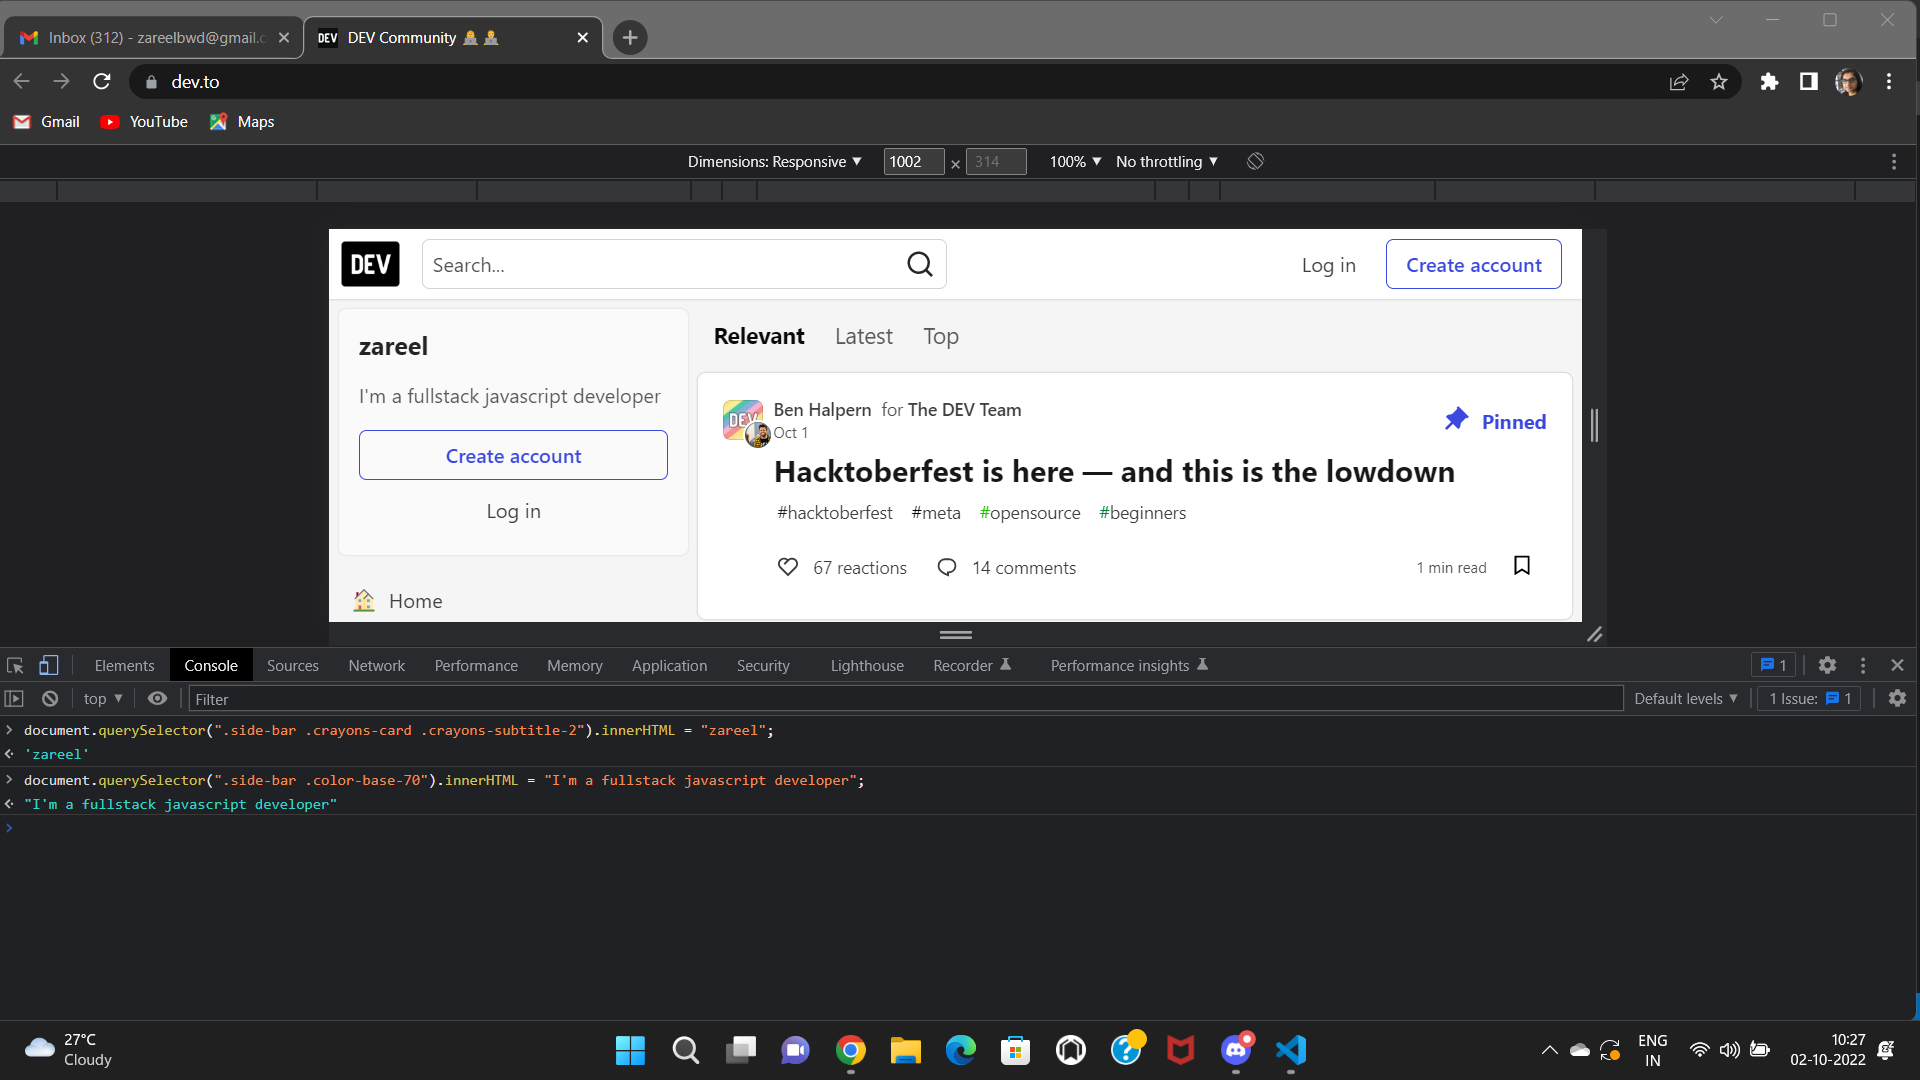 Inbox (312) - zareelbwd@gmail.c
DEV DEV Community
dev.to
Gmail YouTube Maps
Dimensions: Responsive ▼ 1002 × 314 100% ▼ No throttling ▼
DEV Search... Log in Create account
zareel
I'm a fullstack javascript developer
Create account
Log in
Home
Relevant Latest Top
DEV
Ben Halpern for The DEV Team
Oct 1
Pinned
Hacktoberfest is here — and this is the lowdown
#hacktoberfest #meta #opensource #beginners
67 reactions 14 comments 1 min read
Elements Console Sources Network Performance Memory Application Security Lighthouse Recorder Performance insights 1
top ▼ Filter Default levels ▼ 1 Issue: 1
document.querySelector(".side-bar .crayons-card .crayons-subtitle-2").innerHTML = "zareel";
'zareel'
document.querySelector(".side-bar .color-base-70").innerHTML = "I'm a fullstack javascript developer";
"I'm a fullstack javascript developer"
27°C
Cloudy
ENG
IN
10:27
02-10-2022